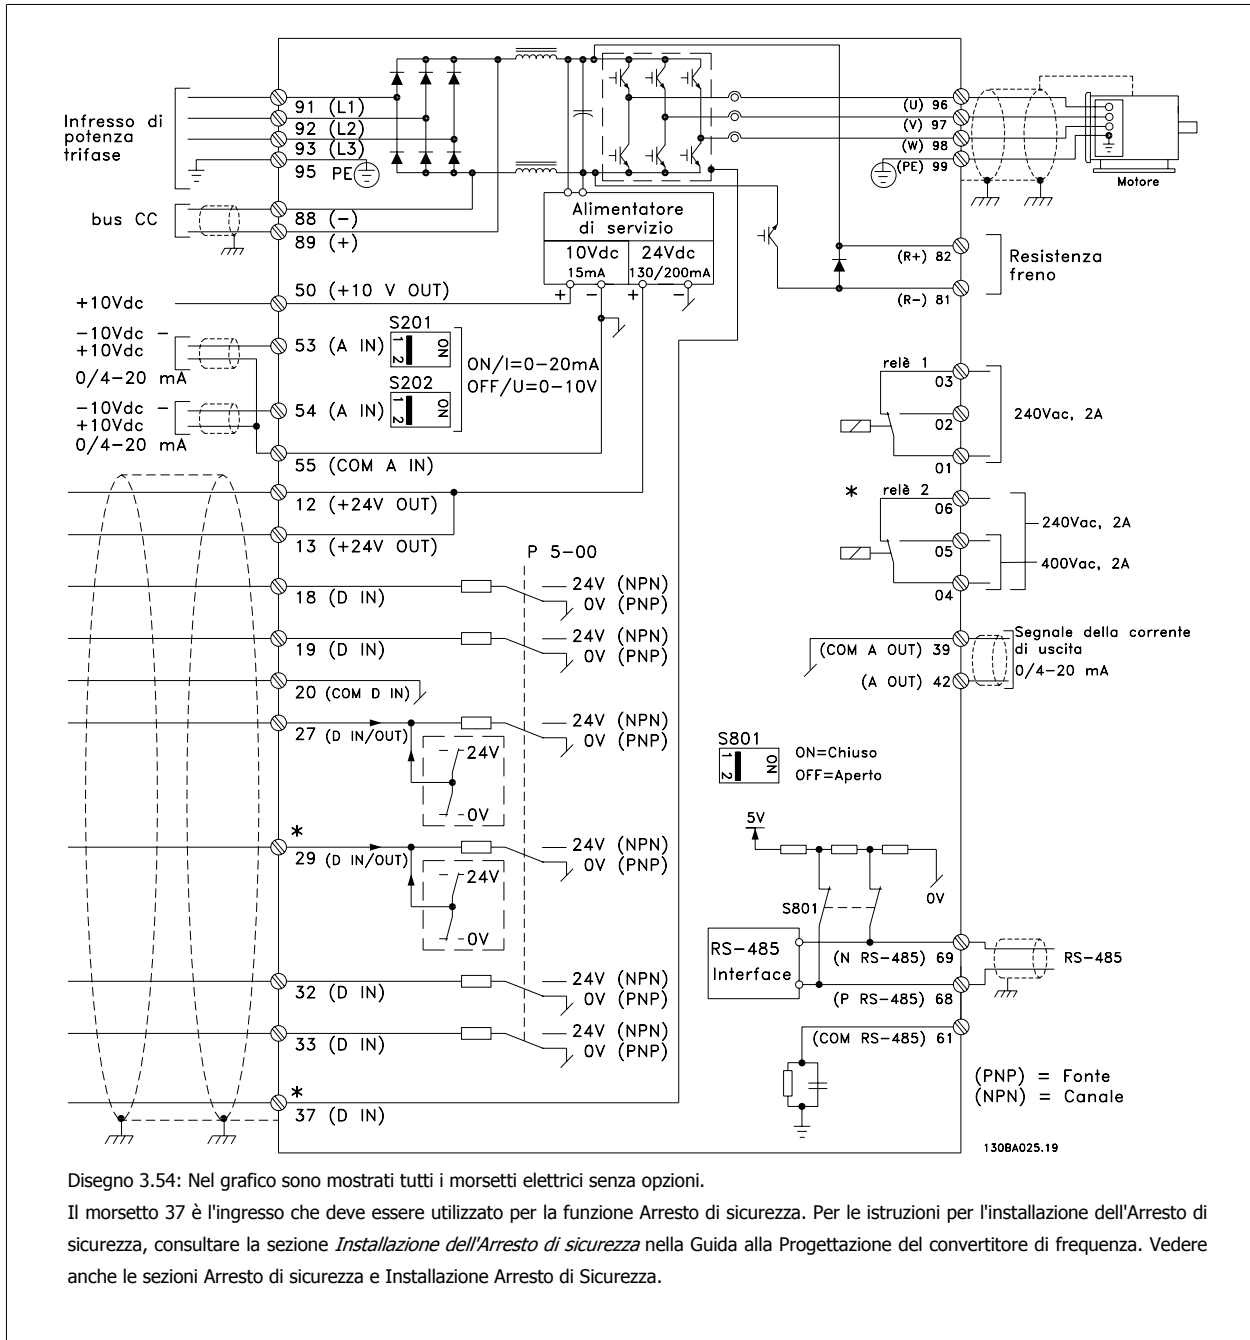 Infresso di
potenza
trifase
91 (L1)
92 (L2)
93 (L3)
95 PE
bus CC
88 (−)
89 (+)
+10Vdc
50 (+10 V OUT)
−10Vdc −
+10Vdc
0/4−20 mA
53 (A IN)
S201
1 2
ON
ON/I=0−20mA
OFF/U=0−10V
−10Vdc −
+10Vdc
0/4−20 mA
54 (A IN)
S202
1 2
ON
55 (COM A IN)
12 (+24V OUT)
13 (+24V OUT)
P 5-00
18 (D IN)
24V (NPN)
0V (PNP)
19 (D IN)
24V (NPN)
0V (PNP)
20 (COM D IN)
27 (D IN/OUT)
24V (NPN)
0V (PNP)
24V
0V
*
29 (D IN/OUT)
24V (NPN)
0V (PNP)
24V
0V
32 (D IN)
24V (NPN)
0V (PNP)
33 (D IN)
24V (NPN)
0V (PNP)
*
37 (D IN)
Alimentatore
di servizio
10Vdc
15mA
24Vdc
130/200mA
+ − + −
(U) 96
(V) 97
(W) 98
(PE) 99
Motore
(R+) 82
(R−) 81
Resistenza
freno
relè 1
03
02
01
240Vac, 2A
*
relè 2
06
05
04
240Vac, 2A
400Vac, 2A
(COM A OUT) 39
(A OUT) 42
Segnale della corrente
di uscita
0/4−20 mA
S801
1 2
ON
ON=Chiuso
OFF=Aperto
5V
0V
S801
RS-485
Interface
(N RS-485) 69
(P RS-485) 68
(COM RS-485) 61
RS-485
(PNP) = Fonte
(NPN) = Canale
130BA025.19
Disegno 3.54: Nel grafico sono mostrati tutti i morsetti elettrici senza opzioni.
Il morsetto 37 è l'ingresso che deve essere utilizzato per la funzione Arresto di sicurezza. Per le istruzioni per l'installazione dell'Arresto di
sicurezza, consultare la sezione Installazione dell'Arresto di sicurezza nella Guida alla Progettazione del convertitore di frequenza. Vedere
anche le sezioni Arresto di sicurezza e Installazione Arresto di Sicurezza.